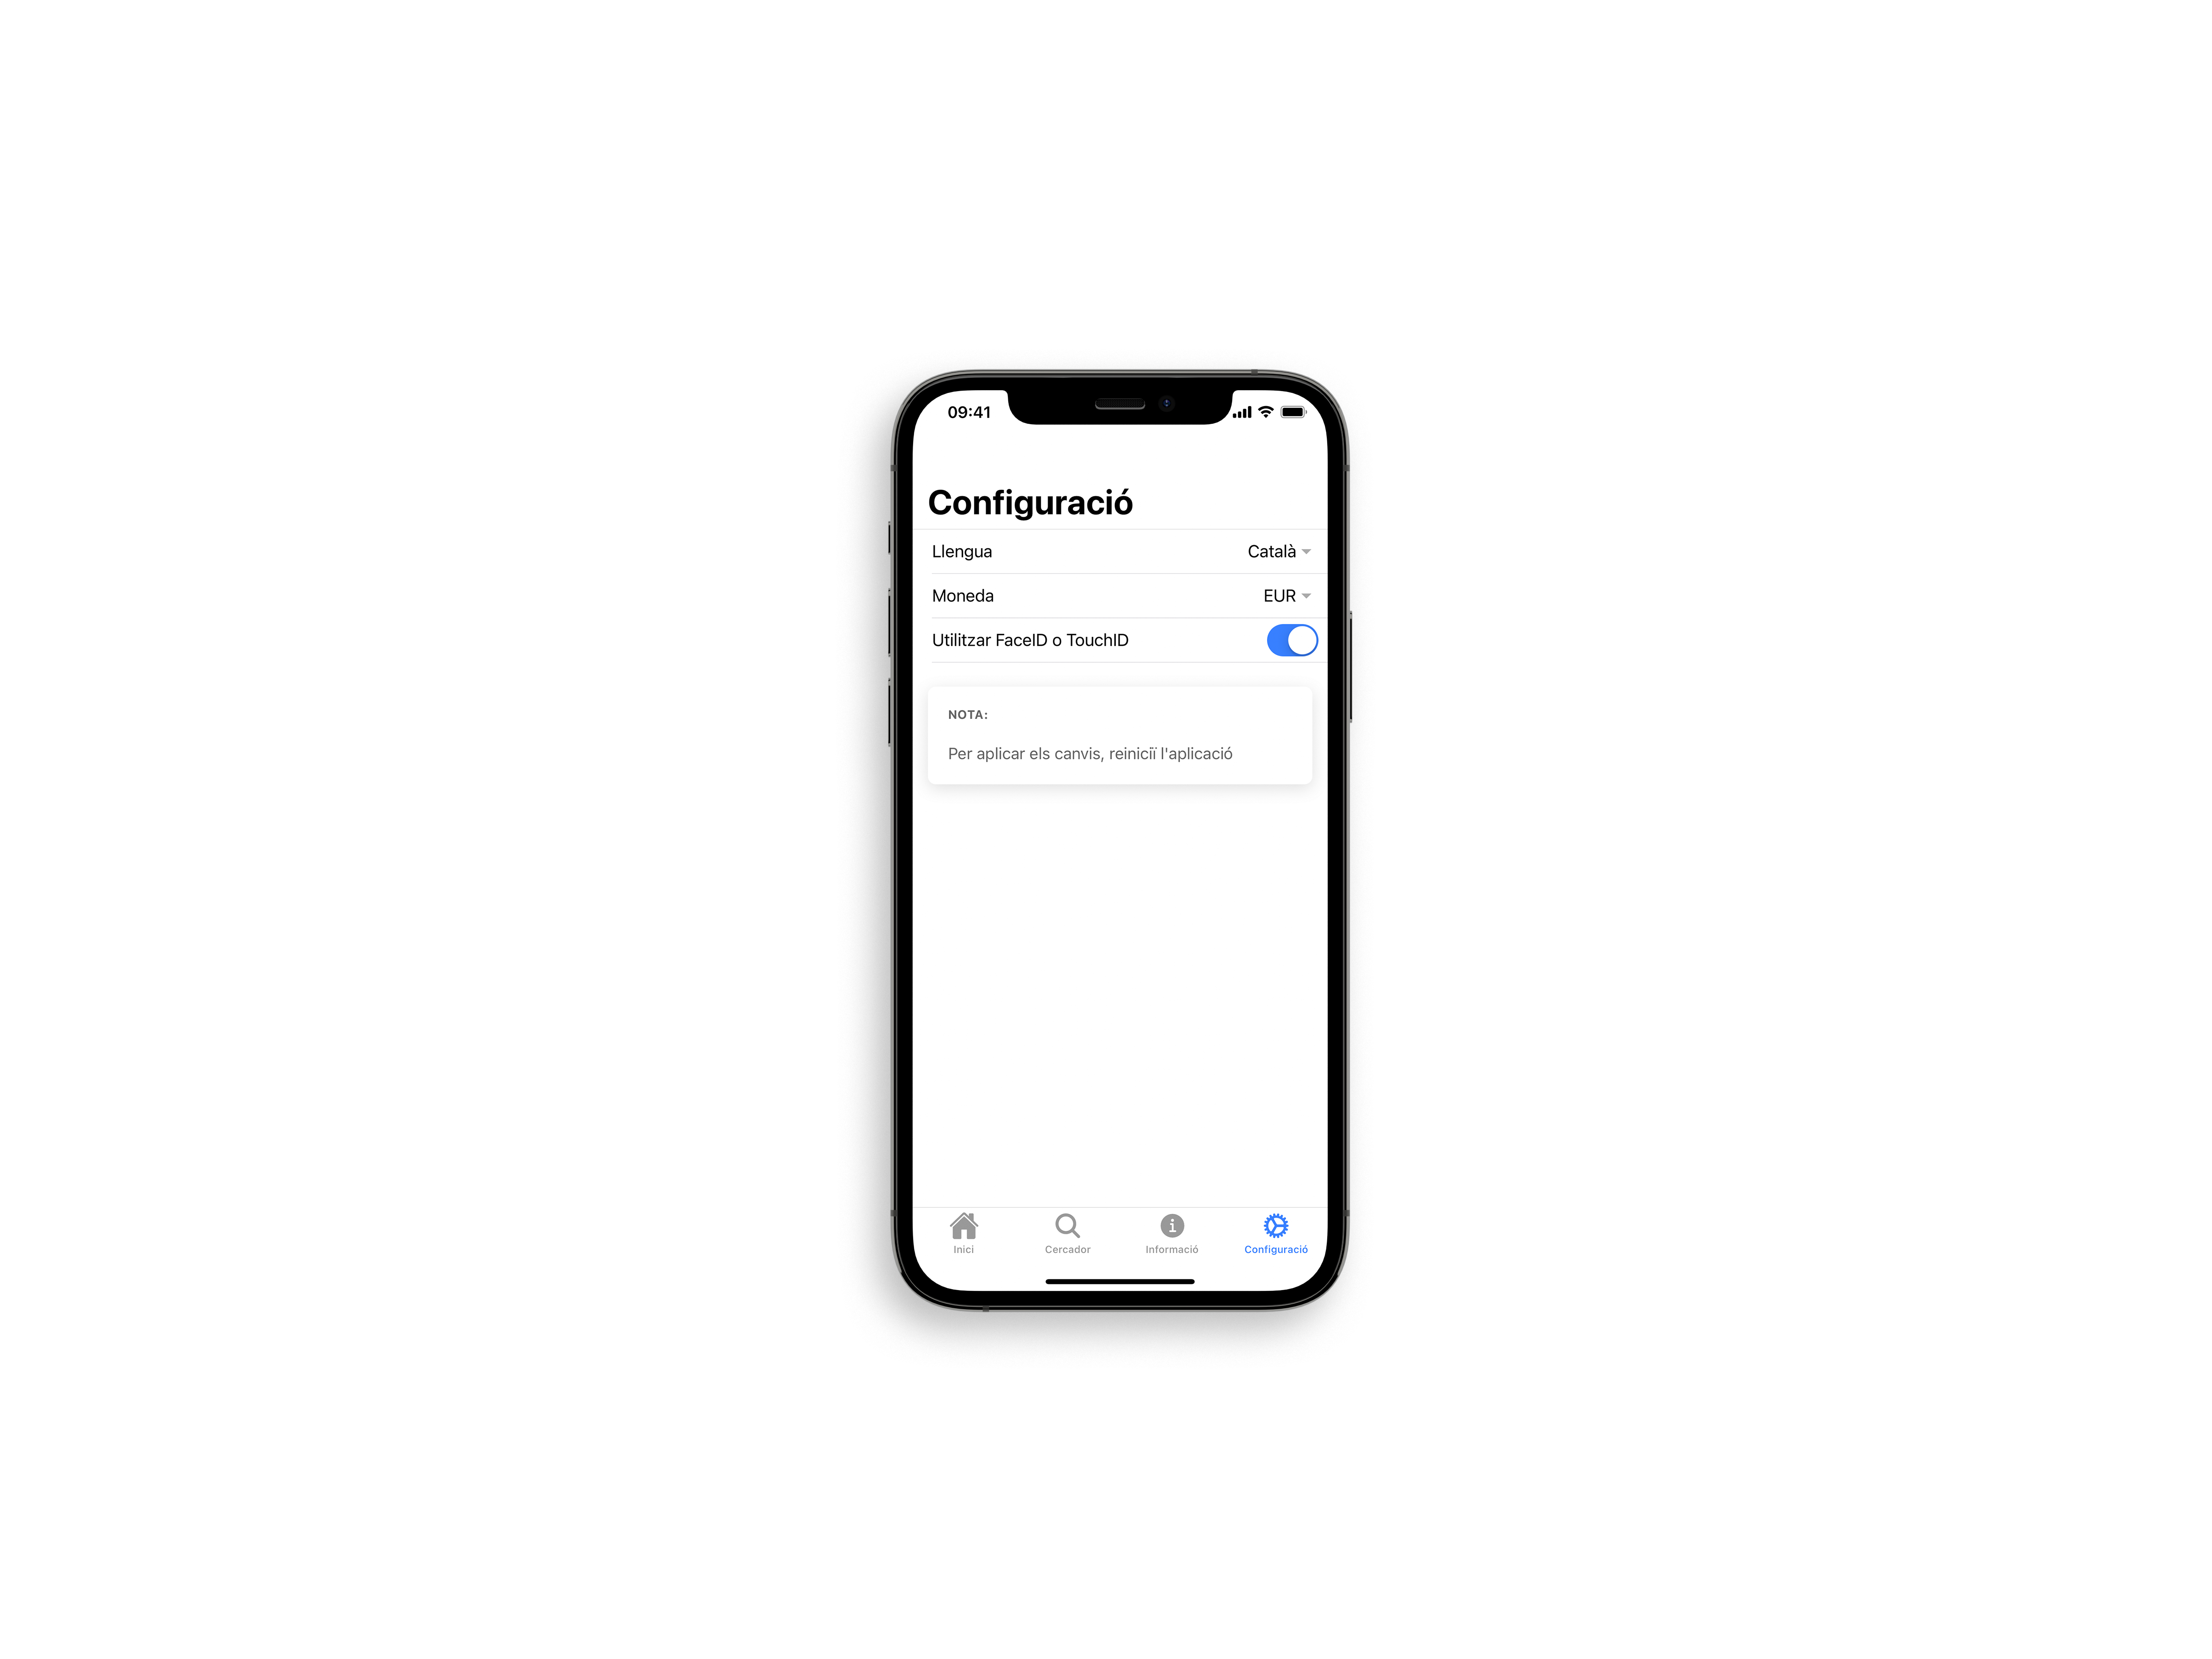 09:41
Configuració
Llengua Català
Moneda EUR
Utilitzar FaceID o TouchID
NOTA:
Per aplicar els canvis, reiniciï l'aplicació
Inici Cercador Informació Configuració